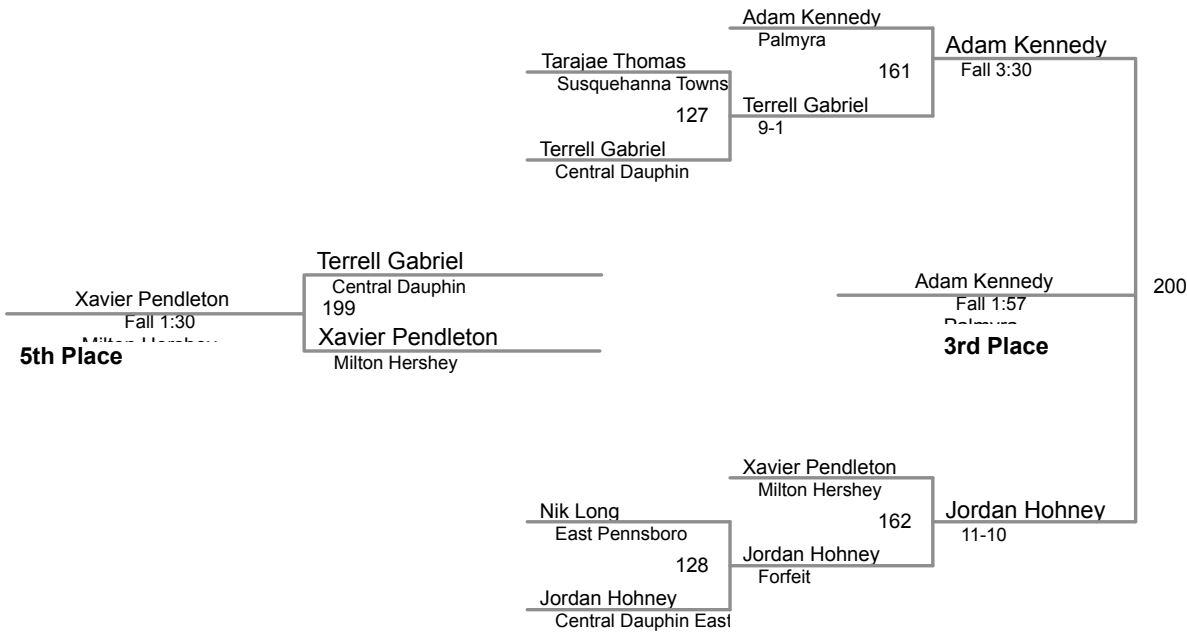 Adam Kennedy
Palmyra
Adam Kennedy
Fall 3:30
161
Tarajae Thomas
Susquehanna Towns
127
Terrell Gabriel
9-1
Terrell Gabriel
Central Dauphin
Terrell Gabriel
Central Dauphin
199
Xavier Pendleton
Fall 1:30
Milton Hershey
5th Place
Xavier Pendleton
Milton Hershey
Adam Kennedy
Fall 1:57
Palmyra
3rd Place
200
Xavier Pendleton
Milton Hershey
162
Jordan Hohney
11-10
Nik Long
East Pennsboro
128
Jordan Hohney
Forfeit
Jordan Hohney
Central Dauphin East